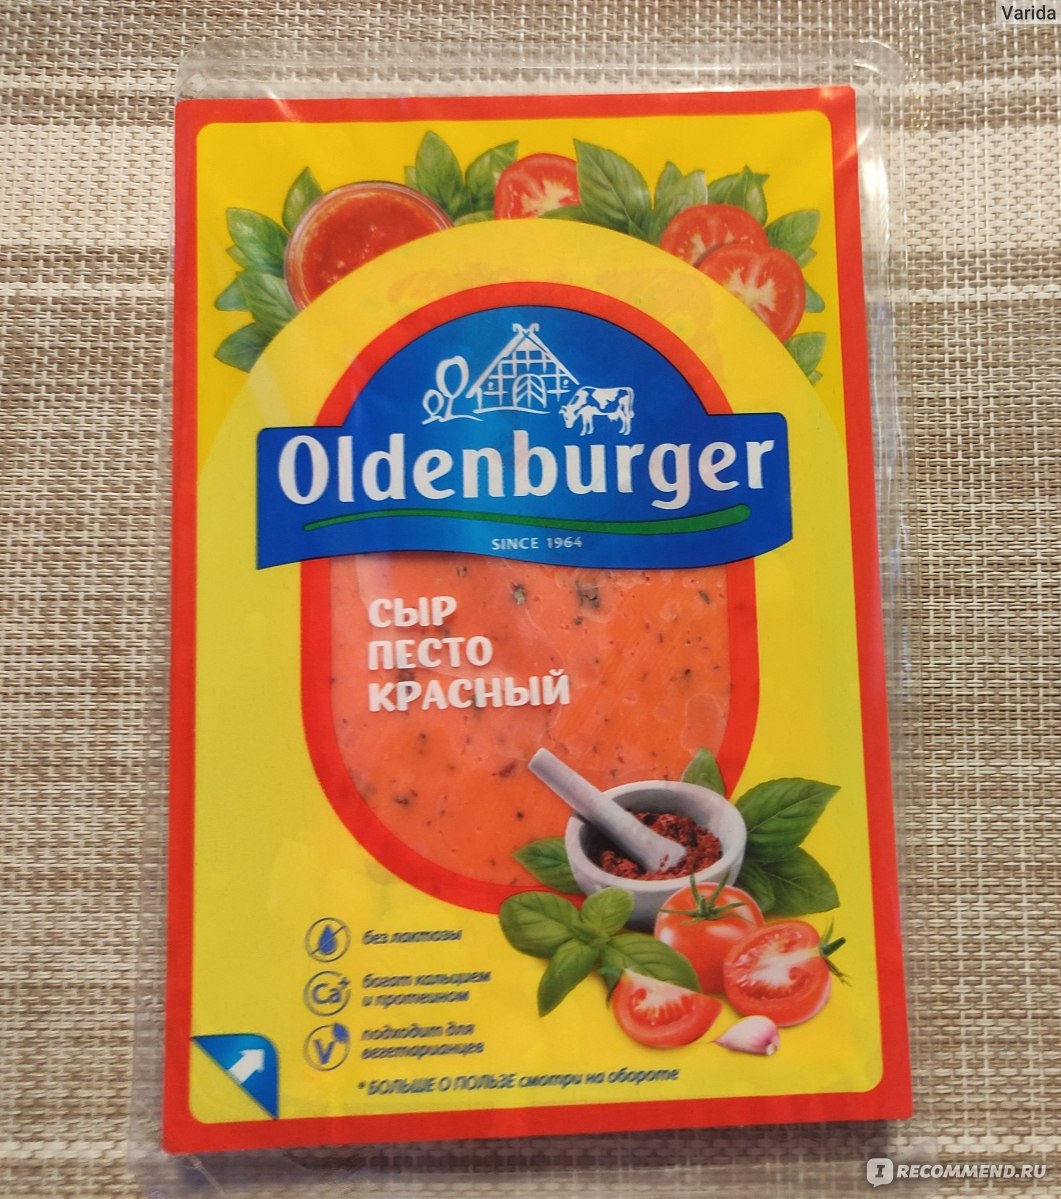 Varida
Oldenburger
SINCE 1964
СЫР
ПЕСТО
КРАСНЫЙ
без лактозы
Ca+
богат кальцием
и протеином
V
подходит для
вегетарианцев
* БОЛЬШЕ О ПОЛЬЗЕ смотри на обороте
I RECOMMEND.RU